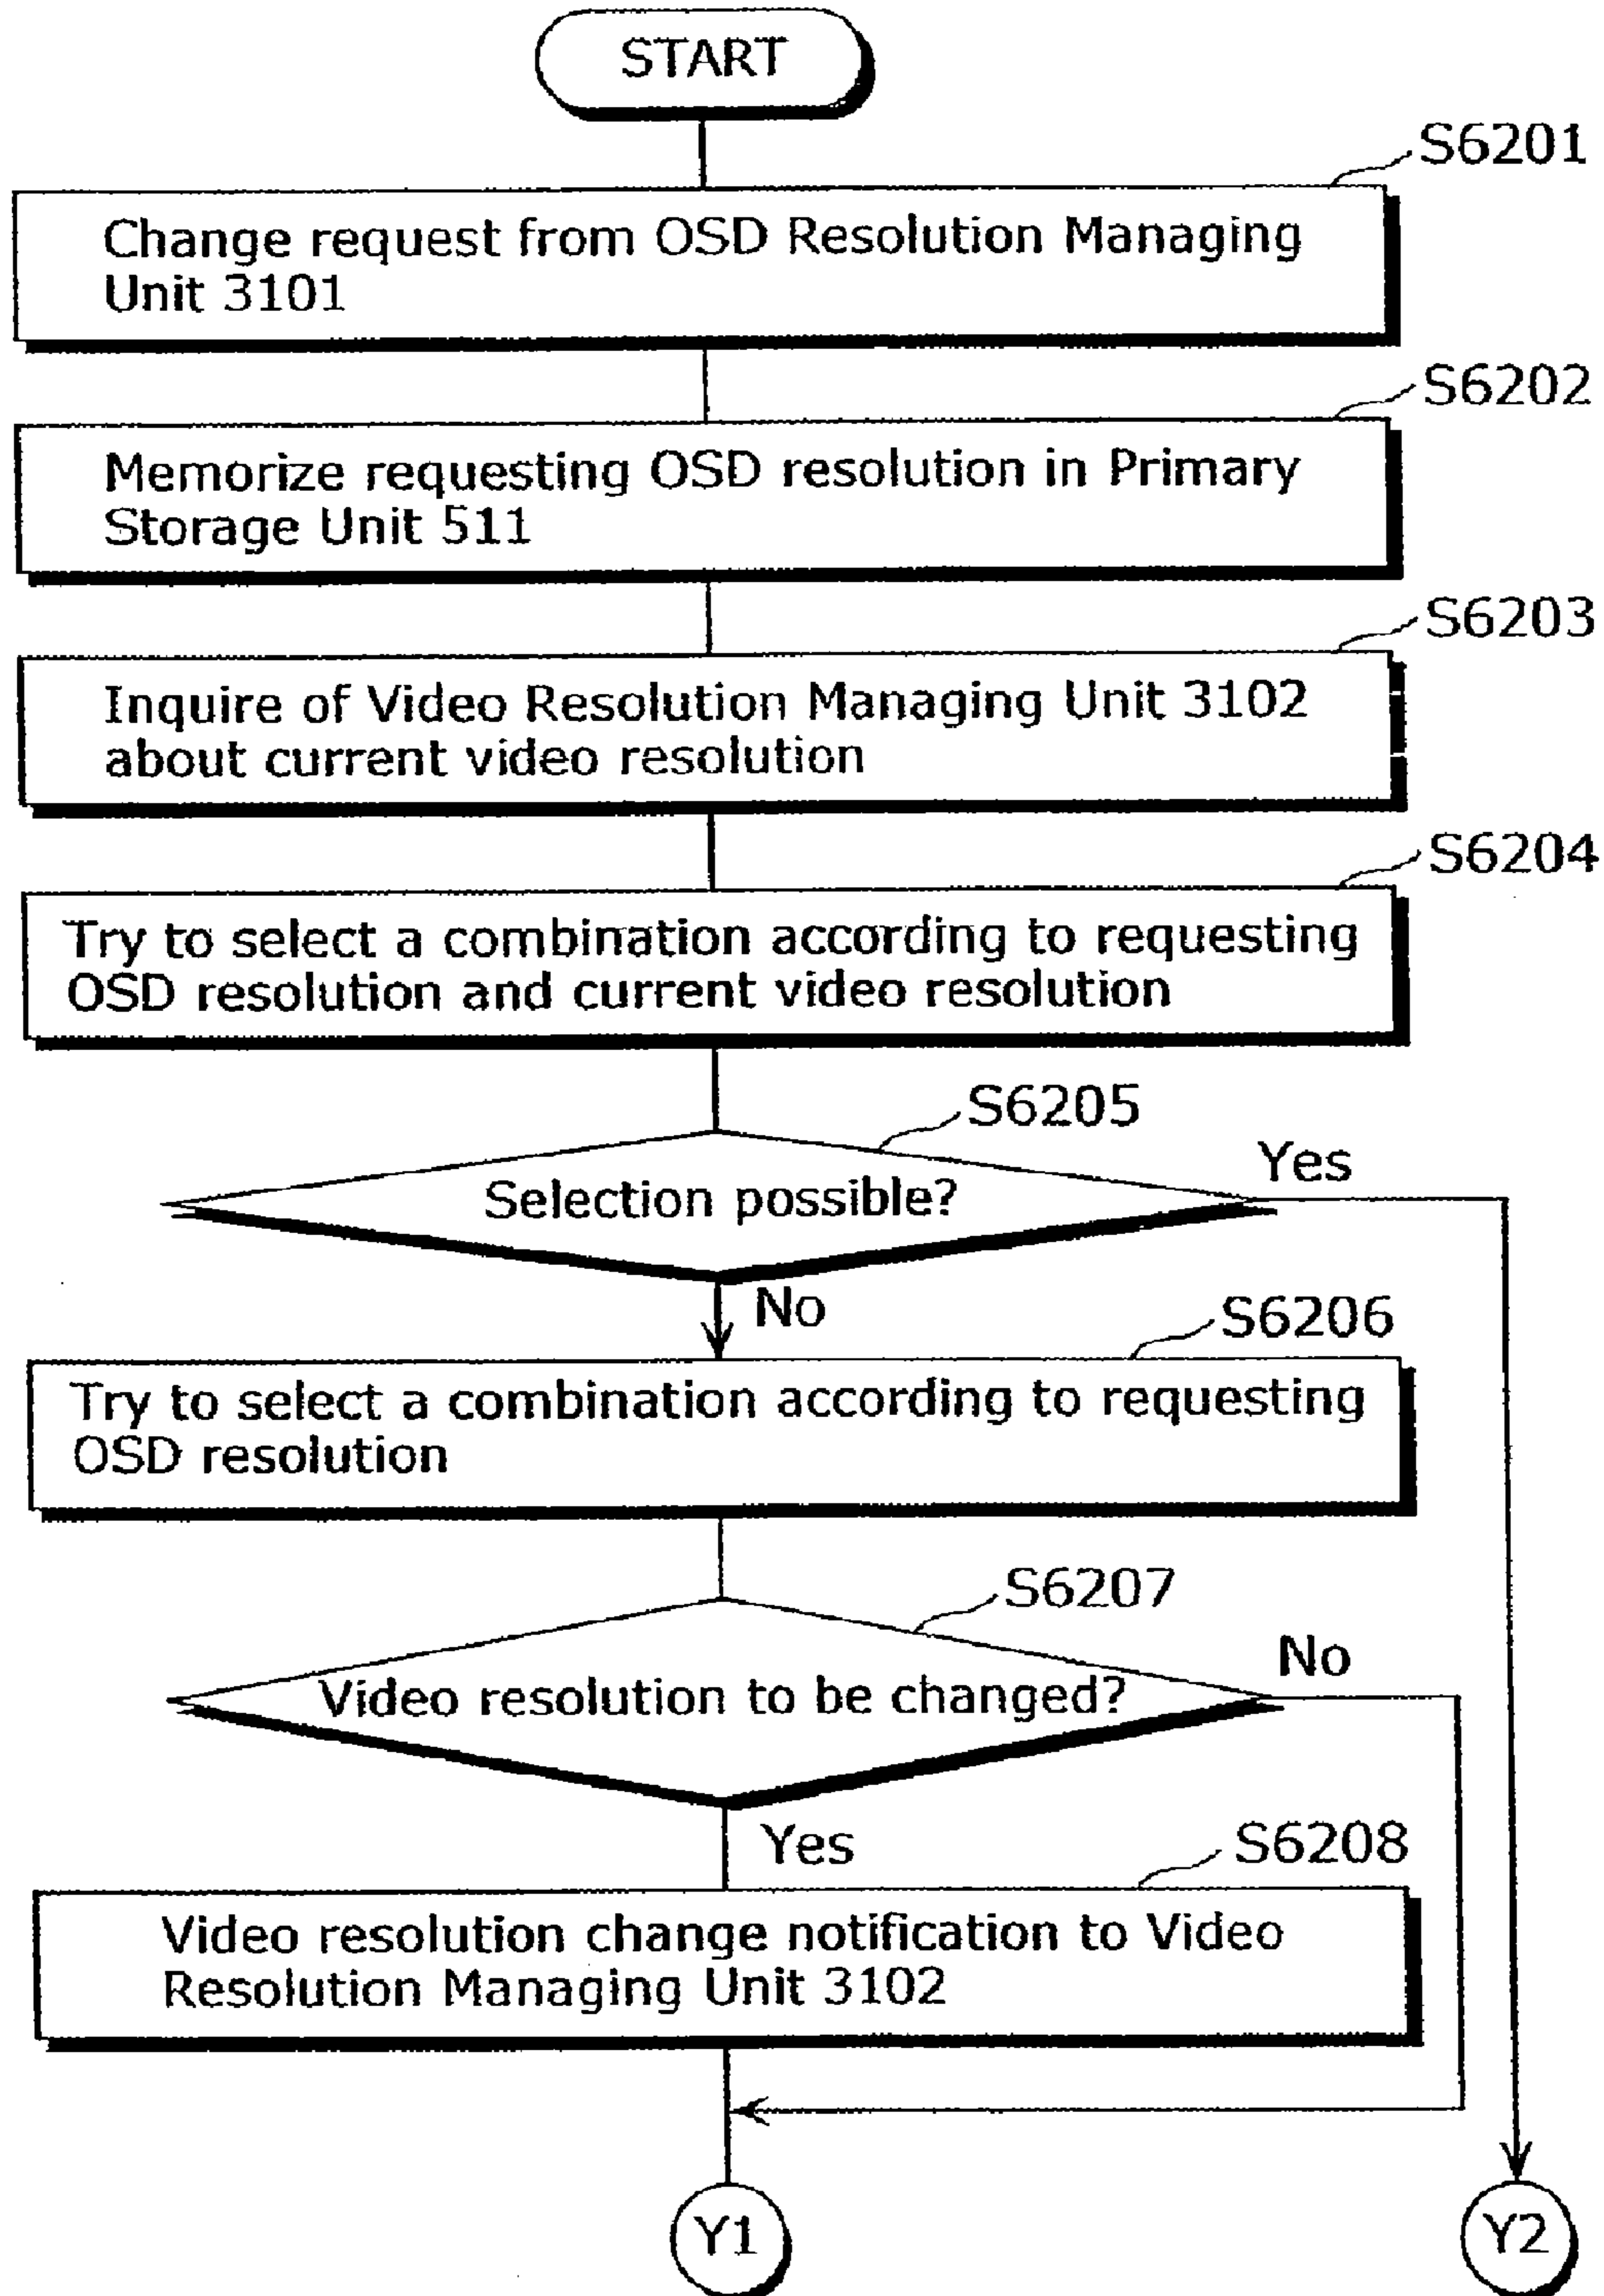 START
S6201
Change request from OSD Resolution Managing
Unit 3101
S6202
Memorize requesting OSD resolution in Primary
Storage Unit 511
S6203
Inquire of Video Resolution Managing Unit 3102
about current video resolution
S6204
Try to select a combination according to requesting
OSD resolution and current video resolution
S6205
Selection possible?
Yes
No
S6206
Try to select a combination according to requesting
OSD resolution
S6207
Video resolution to be changed?
No
Yes
S6208
Video resolution change notification to Video
Resolution Managing Unit 3102
Y1
Y2